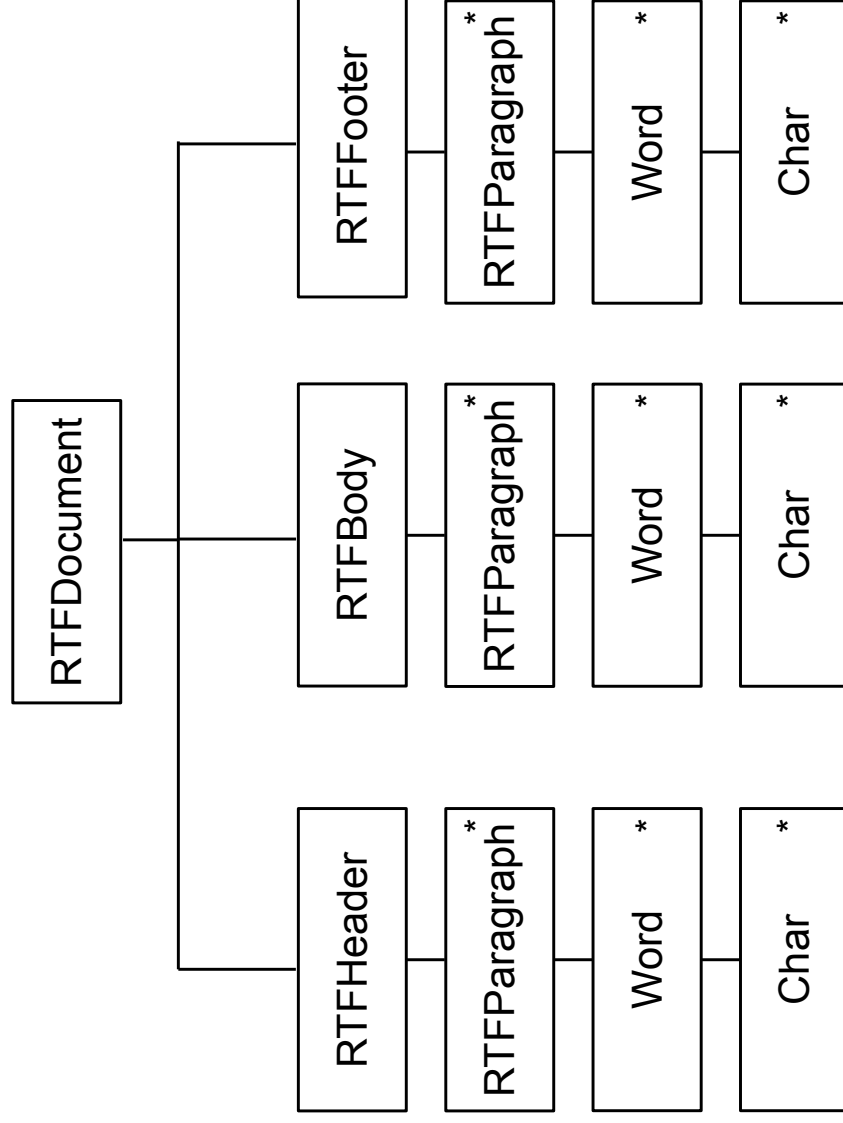 RTFDocument
RTFHeader
RTFBody
RTFFooter
RTFParagraph *
RTFParagraph *
RTFParagraph *
Word *
Word *
Word *
Char *
Char *
Char *